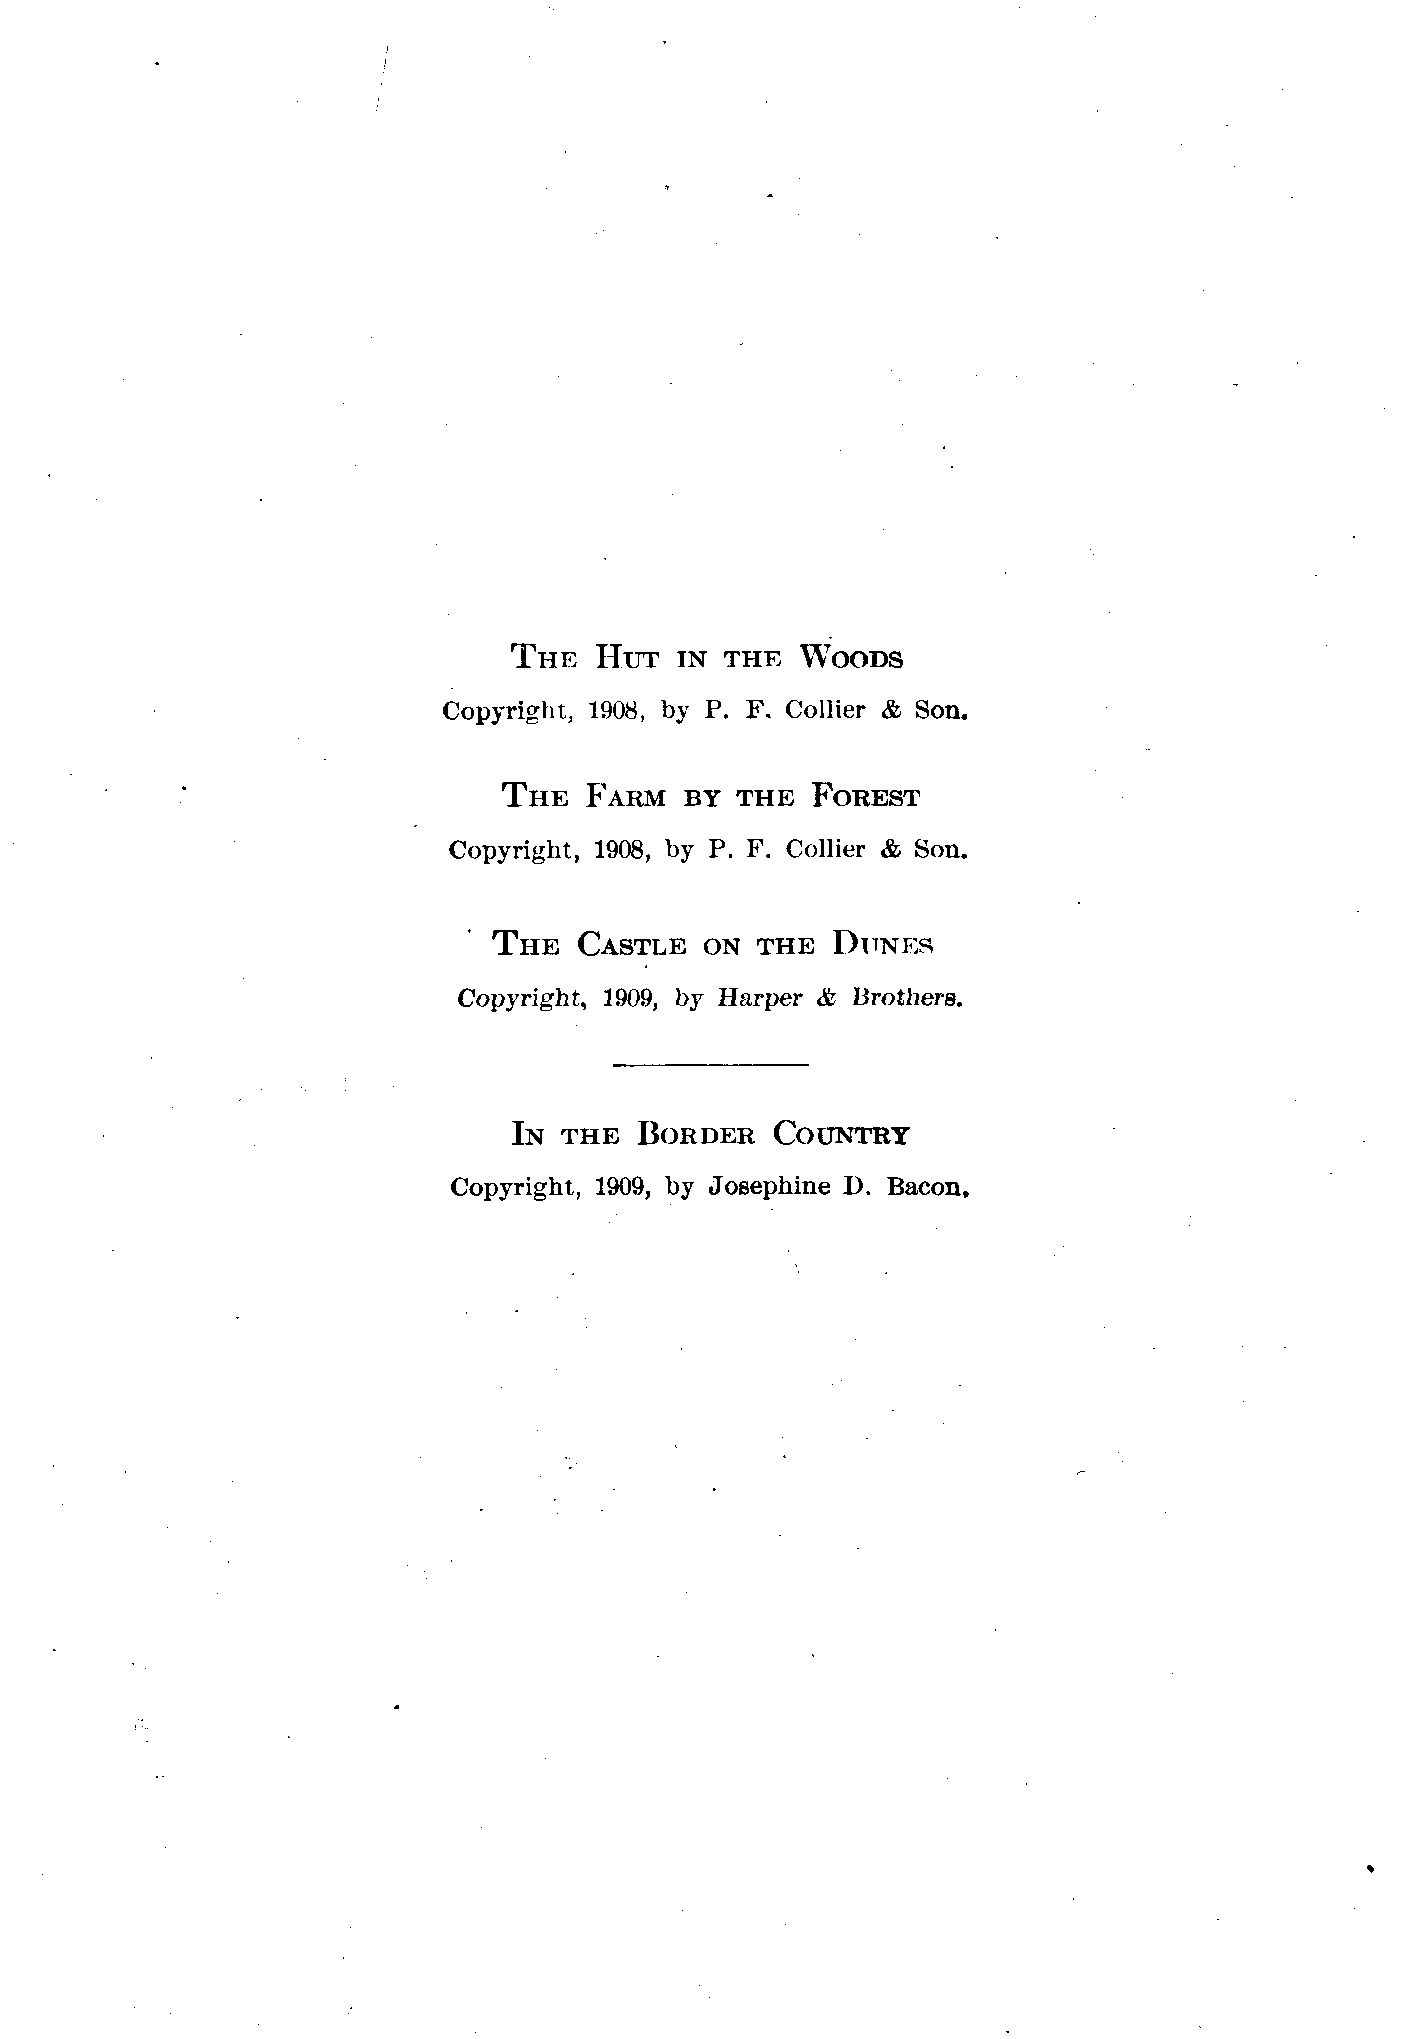 The Hut in the Woods
Copyright, 1908, by P. F. Collier & Son.
The Farm by the Forest
Copyright, 1908, by P. F. Collier & Son.
The Castle on the Dunes
Copyright, 1909, by Harper & Brothers.
In the Border Country
Copyright, 1909, by Josephine D. Bacon.